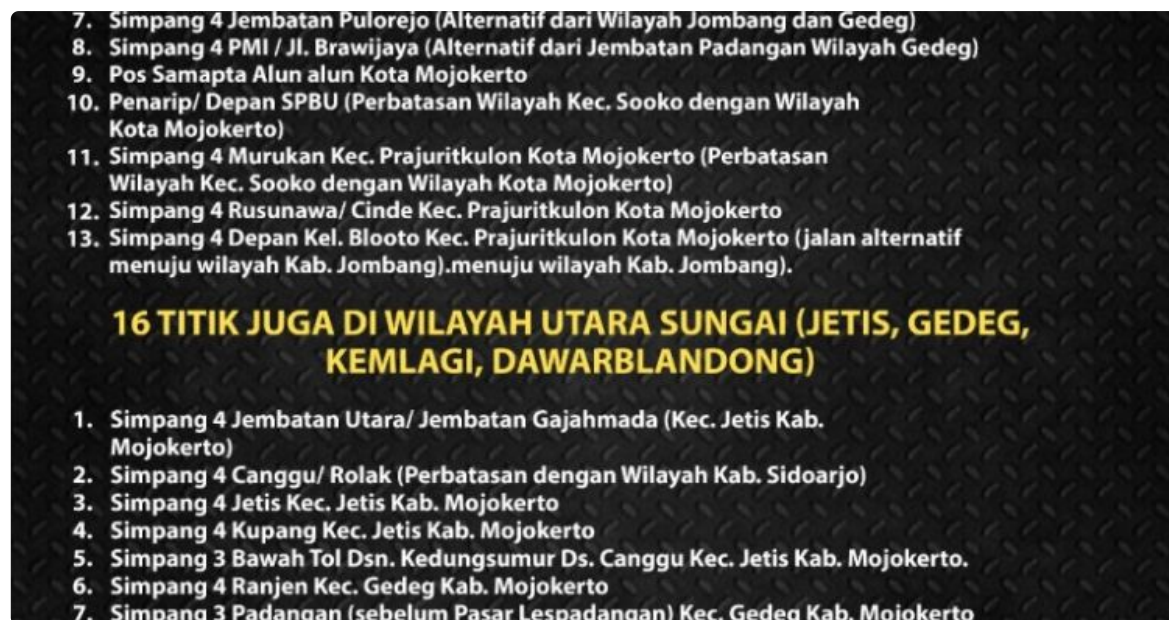 7. Simpang 4 Jembatan Pulorejo (Alternatif dari Wilayah Jombang dan Gedeg)
8. Simpang 4 PMI / Jl. Brawijaya (Alternatif dari Jembatan Padangan Wilayah Gedeg)
9. Pos Samapta Alun alun Kota Mojokerto
10. Penarip/ Depan SPBU (Perbatasan Wilayah Kec. Sooko dengan Wilayah
Kota Mojokerto)
11. Simpang 4 Murukan Kec. Prajuritkulon Kota Mojokerto (Perbatasan
Wilayah Kec. Sooko dengan Wilayah Kota Mojokerto)
12. Simpang 4 Rusunawa/ Cinde Kec. Prajuritkulon Kota Mojokerto
13. Simpang 4 Depan Kel. Blooto Kec. Prajuritkulon Kota Mojokerto (jalan alternatif
menuju wilayah Kab. Jombang).menuju wilayah Kab. Jombang).
16 TITIK JUGA DI WILAYAH UTARA SUNGAI (JETIS, GEDEG,
KEMLAGI, DAWARBLANDONG)
1. Simpang 4 Jembatan Utara/ Jembatan Gajahmada (Kec. Jetis Kab.
Mojokerto)
2. Simpang 4 Canggu/ Rolak (Perbatasan dengan Wilayah Kab. Sidoarjo)
3. Simpang 4 Jetis Kec. Jetis Kab. Mojokerto
4. Simpang 4 Kupang Kec. Jetis Kab. Mojokerto
5. Simpang 3 Bawah Tol Dsn. Kedungsumur Ds. Canggu Kec. Jetis Kab. Mojokerto.
6. Simpang 4 Ranjen Kec. Gedeg Kab. Mojokerto
7. Simpang 3 Padangan (sebelum Pasar Lespadangan) Kec. Gedeg Kab. Mojokerto